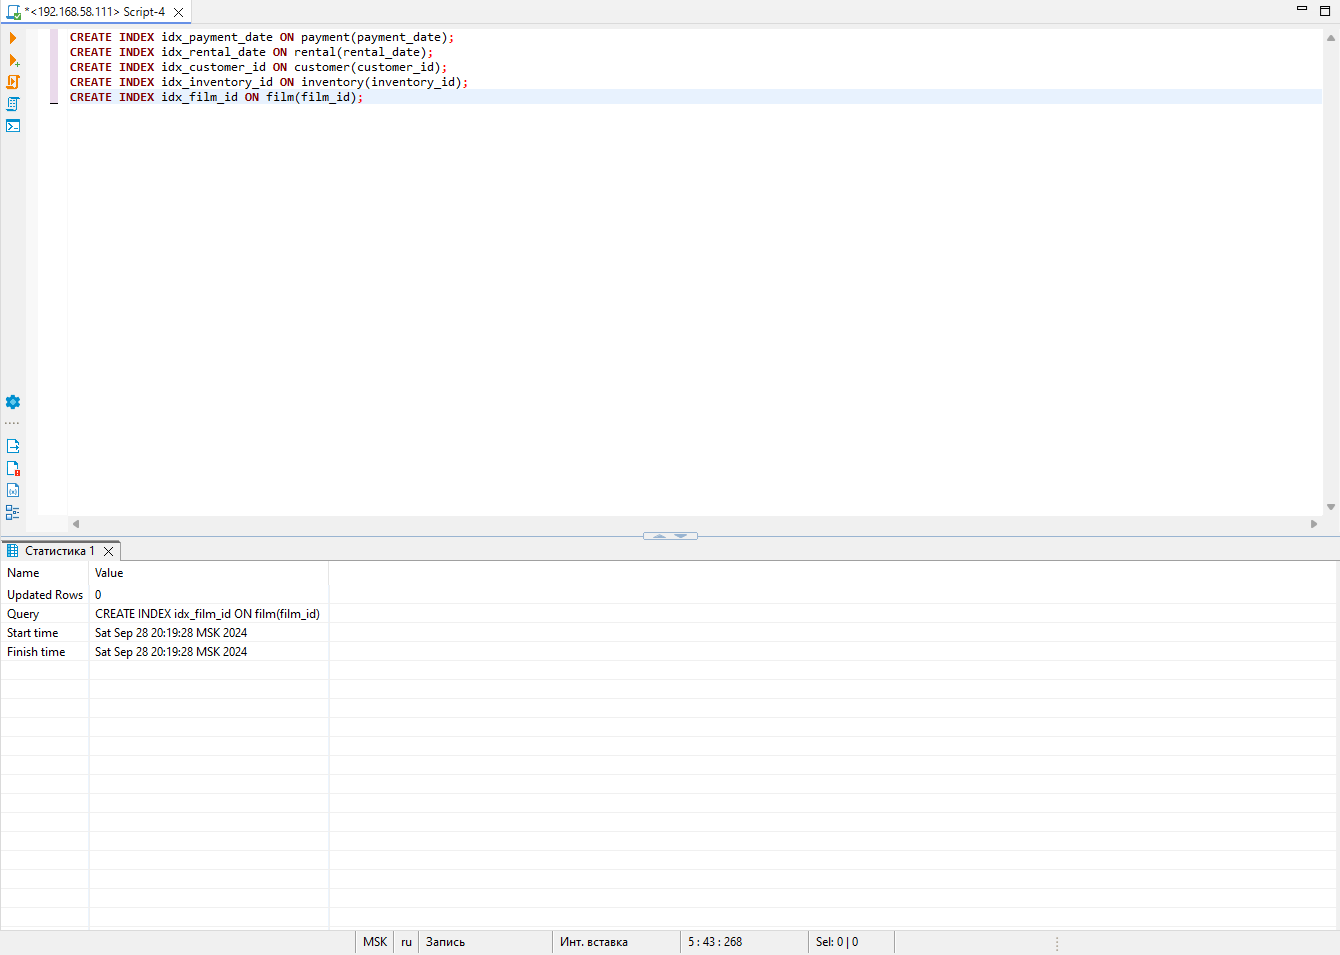 *<192.168.58.111> Script-4
CREATE INDEX idx_payment_date ON payment(payment_date);
CREATE INDEX idx_rental_date ON rental(rental_date);
CREATE INDEX idx_customer_id ON customer(customer_id);
CREATE INDEX idx_inventory_id ON inventory(inventory_id);
CREATE INDEX idx_film_id ON film(film_id);
Статистика 1
Name Value
Updated Rows 0
Query CREATE INDEX idx_film_id ON film(film_id)
Start time Sat Sep 28 20:19:28 MSK 2024
Finish time Sat Sep 28 20:19:28 MSK 2024
MSK ru Запись Инт. вставка 5 : 43 : 268 Sel: 0 | 0